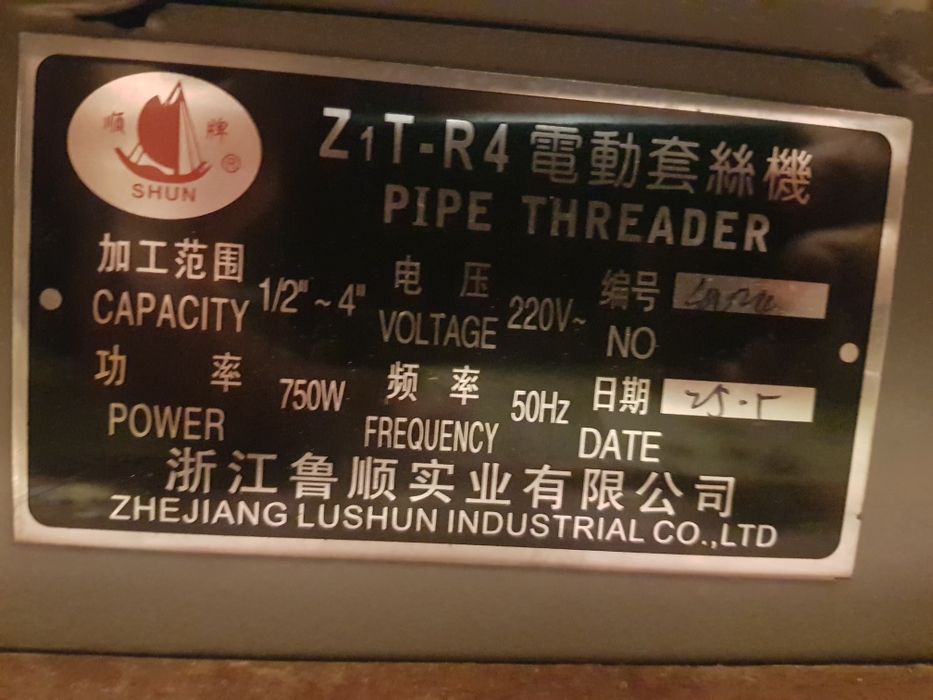 顺 牌 ®
SHUN
Z1T-R4 電動套絲機
PIPE THREADER
加工范围 1/2"~4" 电压 220V~ 编号
CAPACITY VOLTAGE NO
功率 750W 频率 50Hz 日期
POWER FREQUENCY DATE
浙江鲁顺实业有限公司
ZHEJIANG LUSHUN INDUSTRIAL CO.,LTD